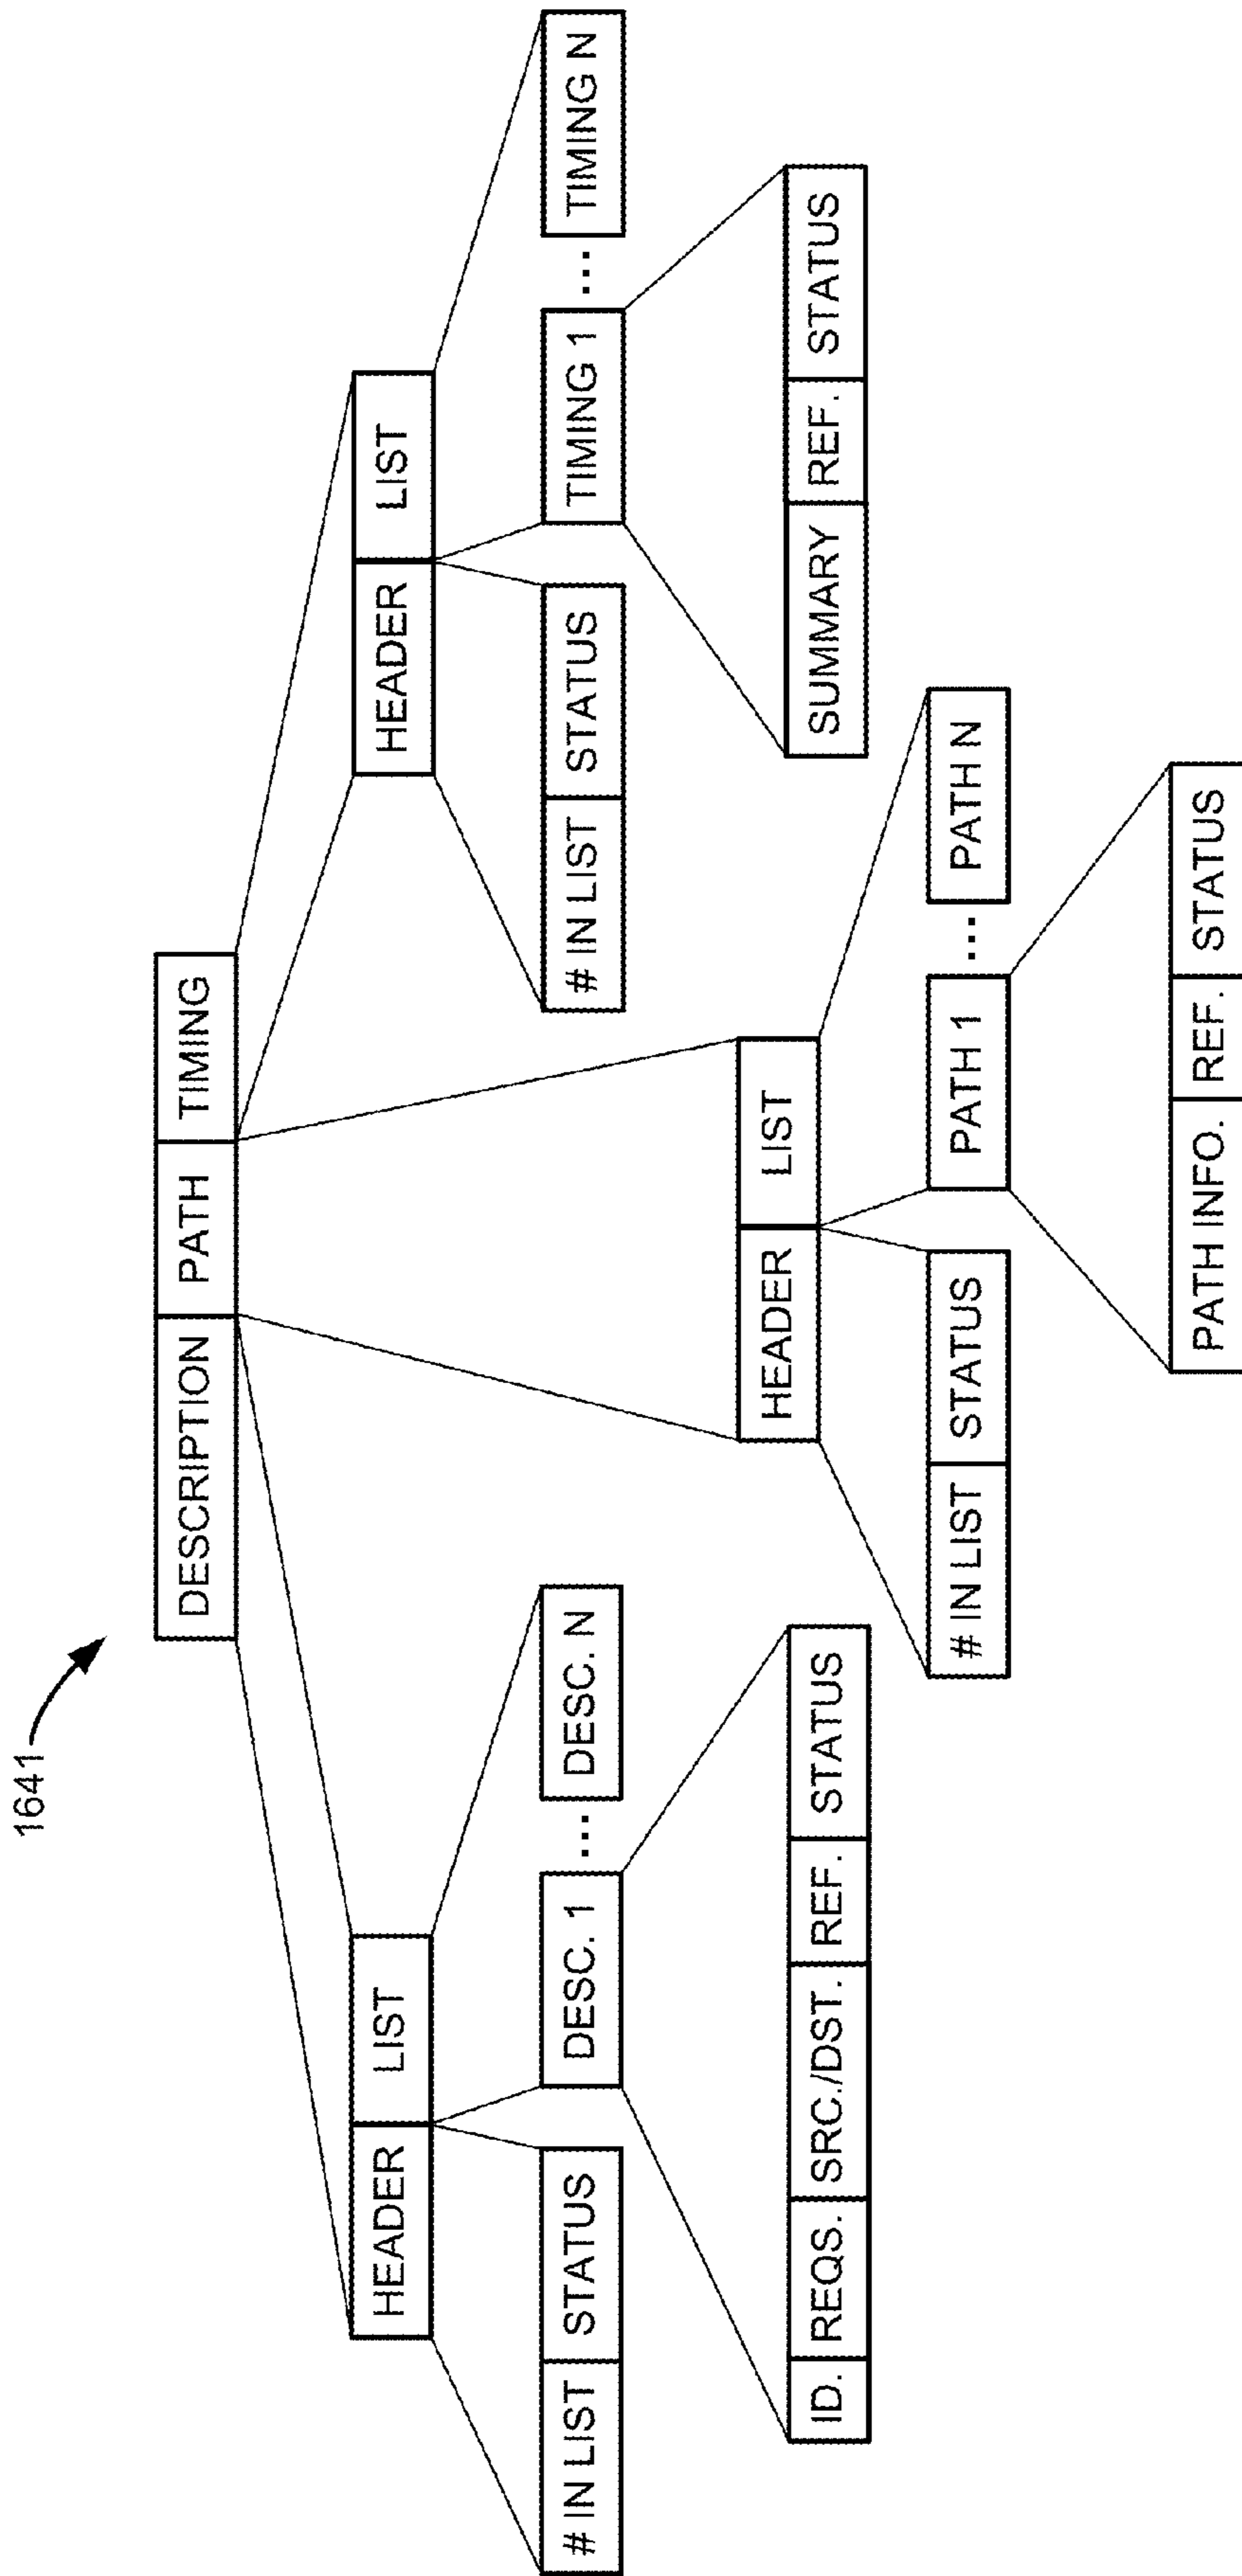 1641
DESCRIPTION PATH TIMING
HEADER LIST
# IN LIST STATUS
DESC. 1 ... DESC. N
ID. REQS. SRC./DST. REF. STATUS
HEADER LIST
# IN LIST STATUS
PATH 1 ... PATH N
PATH INFO. REF. STATUS
HEADER LIST
# IN LIST STATUS
TIMING 1 ... TIMING N
SUMMARY REF. STATUS